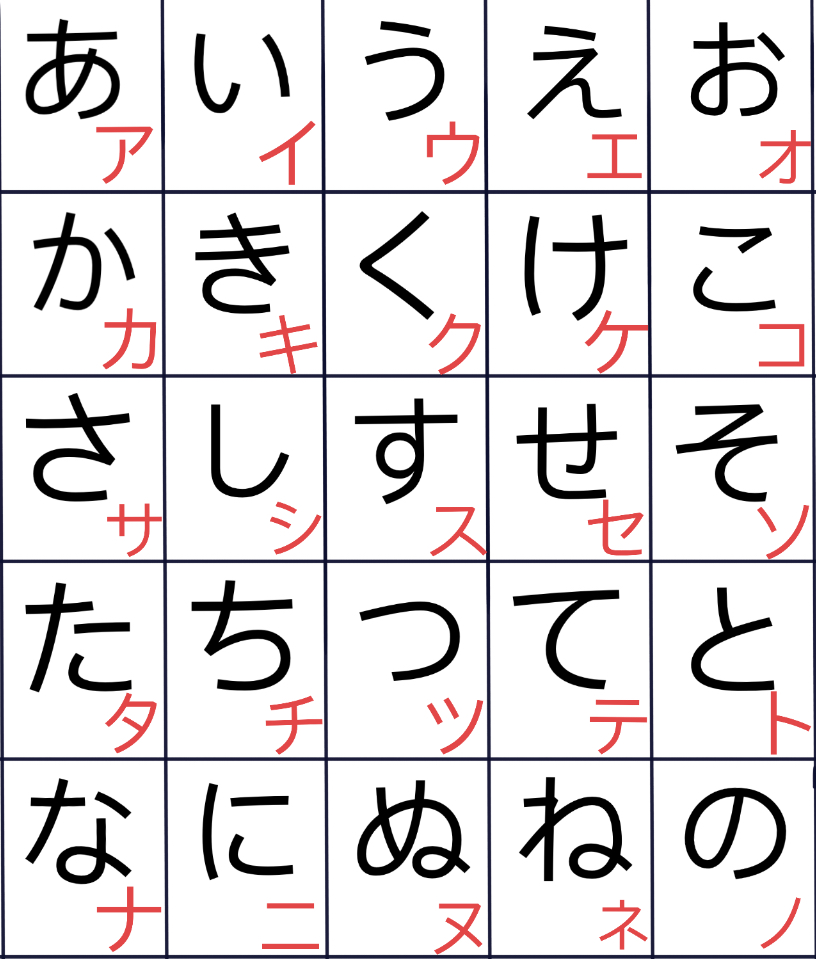 あ い う え お
ア イ ウ エ オ
か き く け こ
カ キ ク ケ コ
さ し す せ そ
サ シ ス セ ソ
た ち つ て と
タ チ ツ テ ト
な に ぬ ね の
ナ ニ ヌ ネ ノ